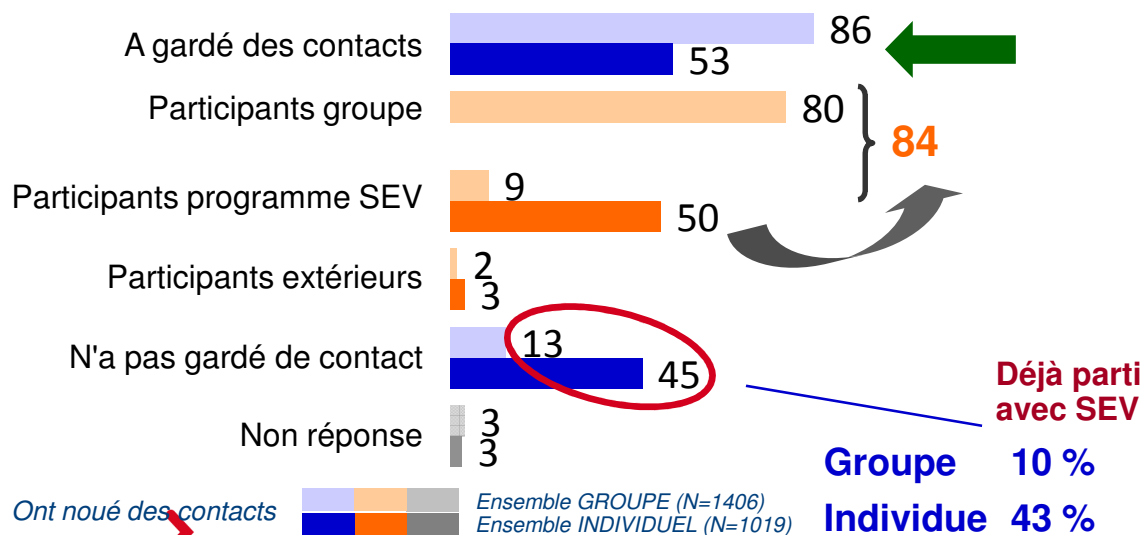 A gardé des contacts
86
53
Participants groupe
80
84
Participants programme SEV
9
50
Participants extérieurs
2
3
N'a pas gardé de contact
13
45
Déjà parti
avec SEV
Non réponse
3
3
Groupe 10 %
Individue 43 %
Ont noué des contacts
Ensemble GROUPE (N=1406)
Ensemble INDIVIDUEL (N=1019)